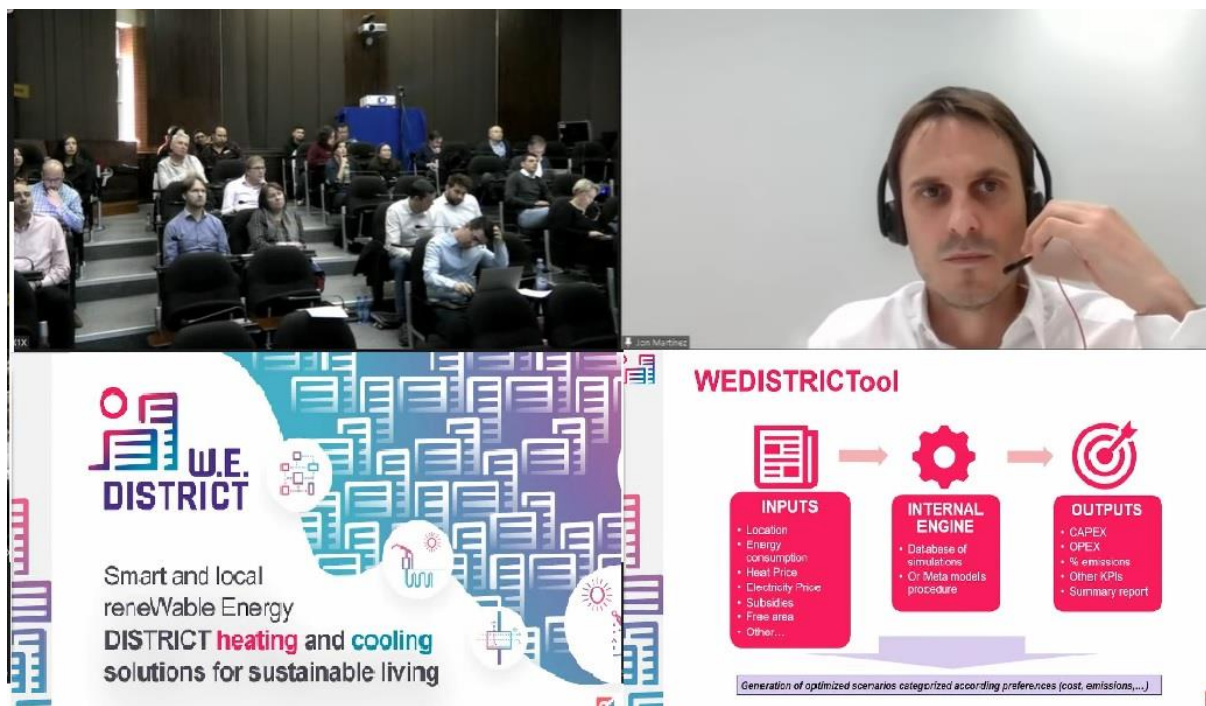 Jon Martínez
W.E.
DISTRICT
Smart and local
reneWable Energy
DISTRICT heating and cooling
solutions for sustainable living
WEDISTRICTool
INPUTS
• Location
• Energy
consumption
• Heat Price
• Electricity Price
• Subsidies
• Free area
• Other...
INTERNAL
ENGINE
• Database of
simulations
• Or Meta models
procedure
OUTPUTS
• CAPEX
• OPEX
• % emissions
• Other KPIs
• Summary report
Generation of optimized scenarios categorized according preferences (cost, emissions,...)